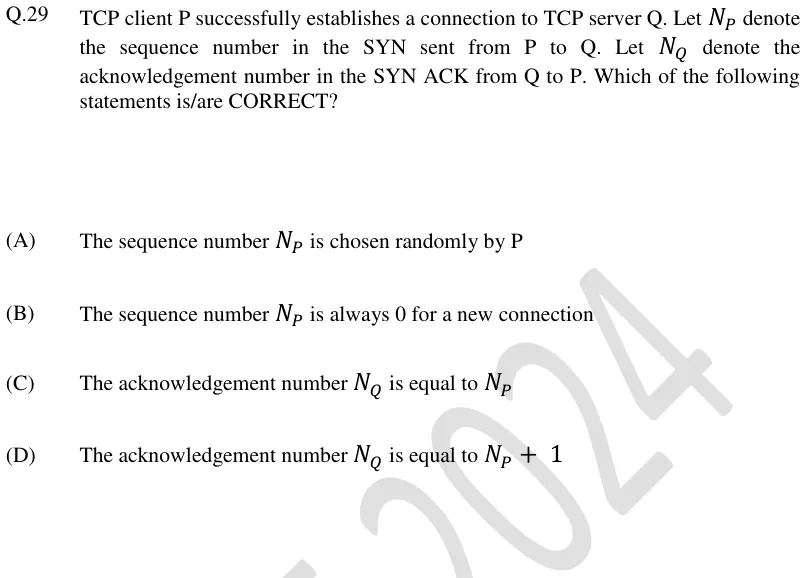 Q.29 TCP client P successfully establishes a connection to TCP server Q. Let N_P denote
the sequence number in the SYN sent from P to Q. Let N_Q denote the
acknowledgement number in the SYN ACK from Q to P. Which of the following
statements is/are CORRECT?
(A) The sequence number N_P is chosen randomly by P
(B) The sequence number N_P is always 0 for a new connection
(C) The acknowledgement number N_Q is equal to N_P
(D) The acknowledgement number N_Q is equal to N_P + 1
2024